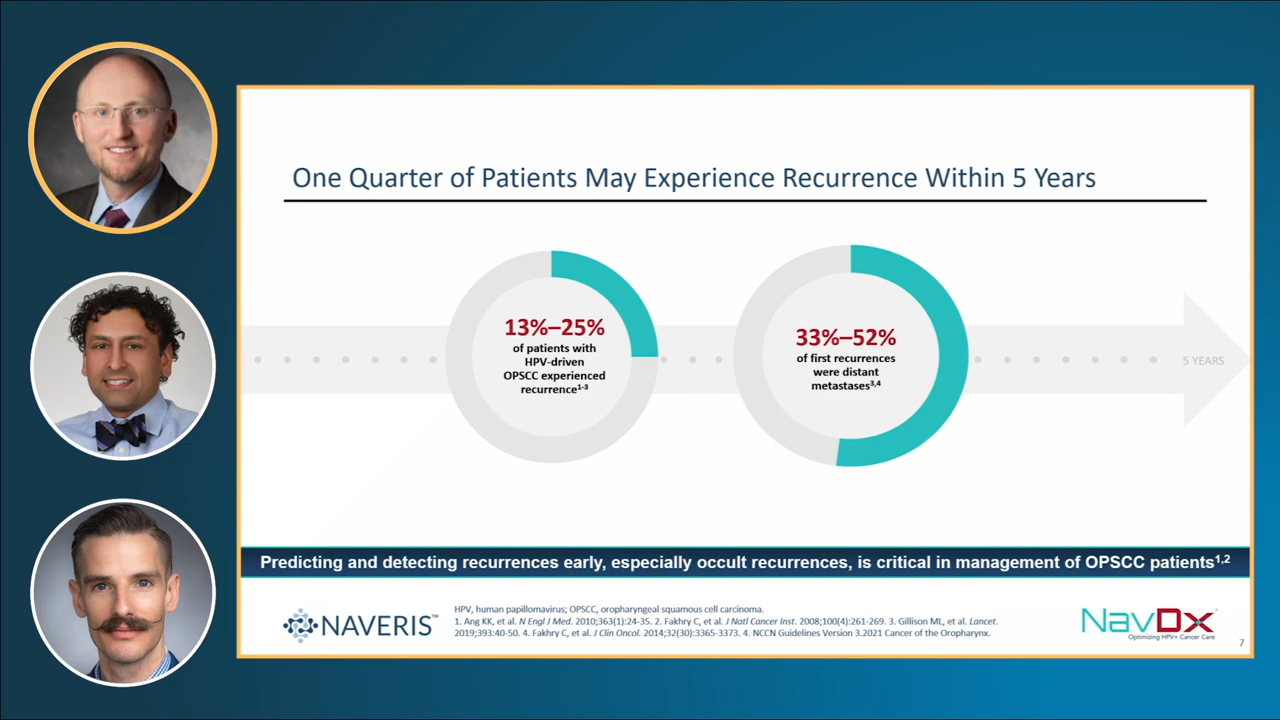 One Quarter of Patients May Experience Recurrence Within 5 Years
13%–25%
of patients with
HPV-driven
OPSCC experienced
recurrence1-3
33%–52%
of first recurrences
were distant
metastases3,4
5 YEARS
Predicting and detecting recurrences early, especially occult recurrences, is critical in management of OPSCC patients1,2
NAVERIS™
HPV, human papillomavirus; OPSCC, oropharyngeal squamous cell carcinoma.
1. Ang KK, et al. N Engl J Med. 2010;363(1):24-35. 2. Fakhry C, et al. J Natl Cancer Inst. 2008;100(4):261-269. 3. Gillison ML, et al. Lancet.
2019;393:40-50. 4. Fakhry C, et al. J Clin Oncol. 2014;32(30):3365-3373. 4. NCCN Guidelines Version 3.2021 Cancer of the Oropharynx.
NavDx
Optimizing HPV+ Cancer Care
7